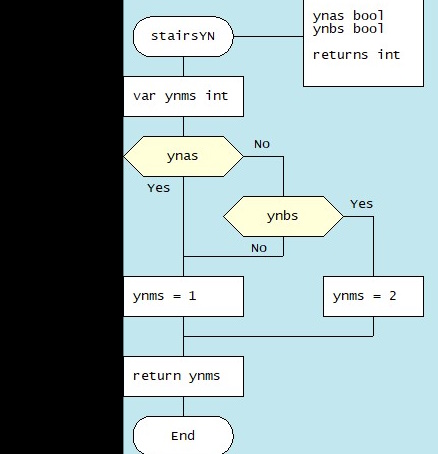 stairsYN
ynas bool
ynbs bool
returns int
var ynms int
ynas
No
Yes
ynbs
Yes
No
ynms = 1
ynms = 2
return ynms
End